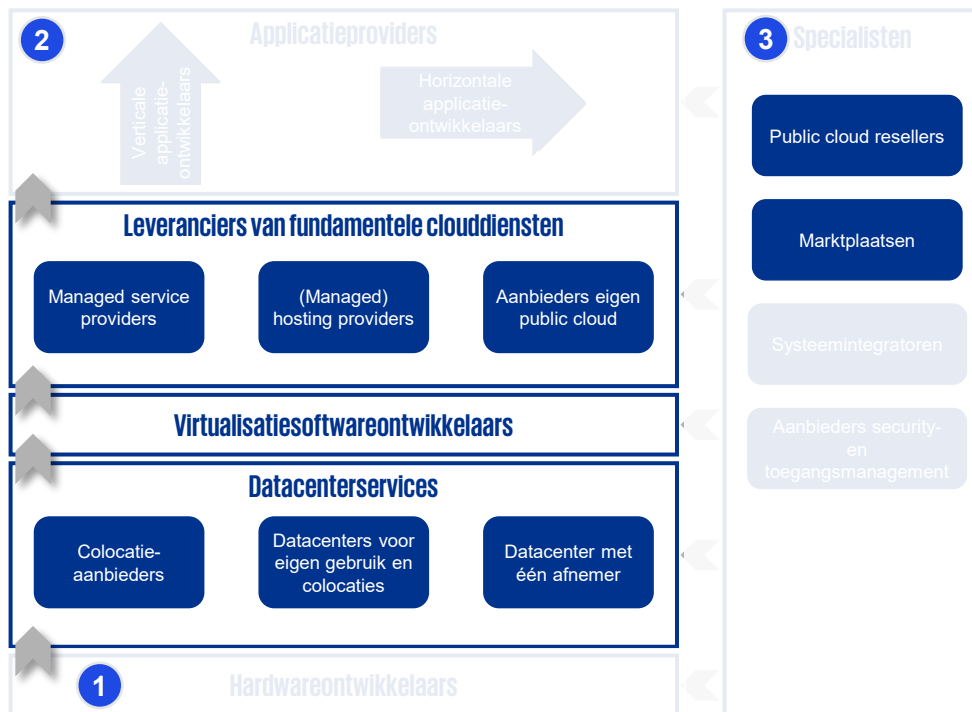 2
Applicatieproviders
Verticale
applicatie-
ontwikkelaars
Horizontale
applicatie-
ontwikkelaars
Leveranciers van fundamentele clouddiensten
Managed service
providers
(Managed)
hosting providers
Aanbieders eigen
public cloud
Virtualisatiesoftwareontwikkelaars
Datacenterservices
Colocatie-
aanbieders
Datacenters voor
eigen gebruik en
colocaties
Datacenter met
één afnemer
1
Hardwareontwikkelaars
3
Specialisten
Public cloud resellers
Marktplaatsen
Systeemintegratoren
Aanbieders security-
en
toegangsmanagement